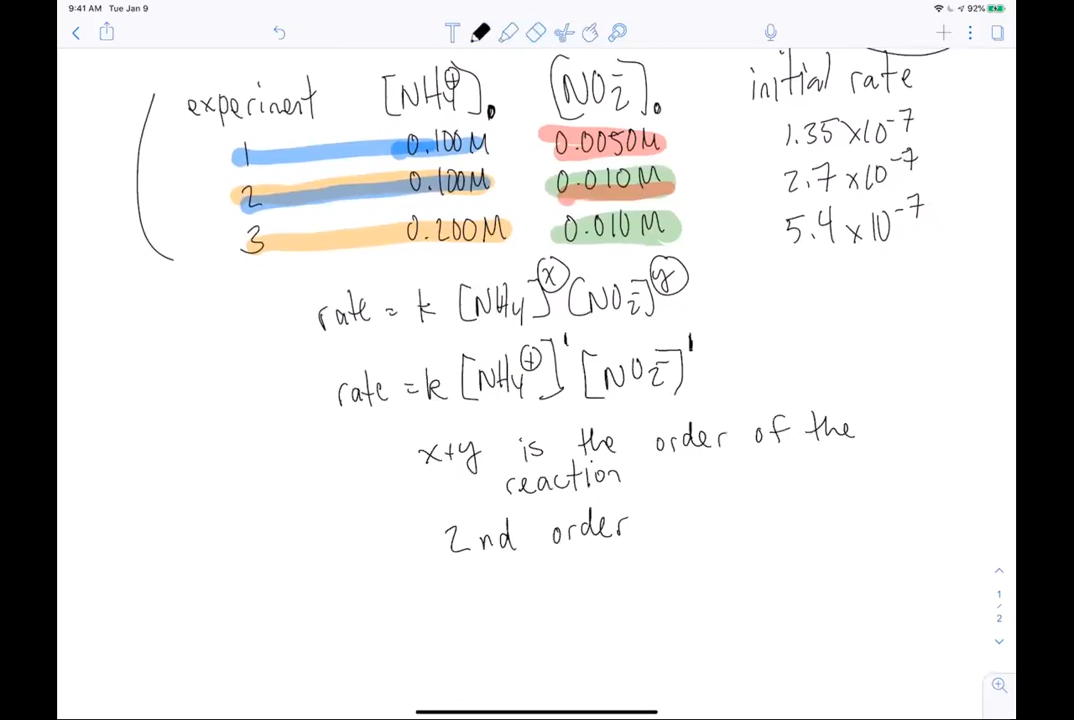 9:41 AM Tue Jan 9 92%
experiment [NH4+]o [NO2-]o initial rate
1 0.100M 0.0050M 1.35x10-7
2 0.100M 0.010M 2.7x10-7
3 0.200M 0.010M 5.4x10-7
rate = k [NH4]x [NO2-]y
rate = k [NH4+]1 [NO2-]1
x+y is the order of the
reaction
2nd order
1
/
2